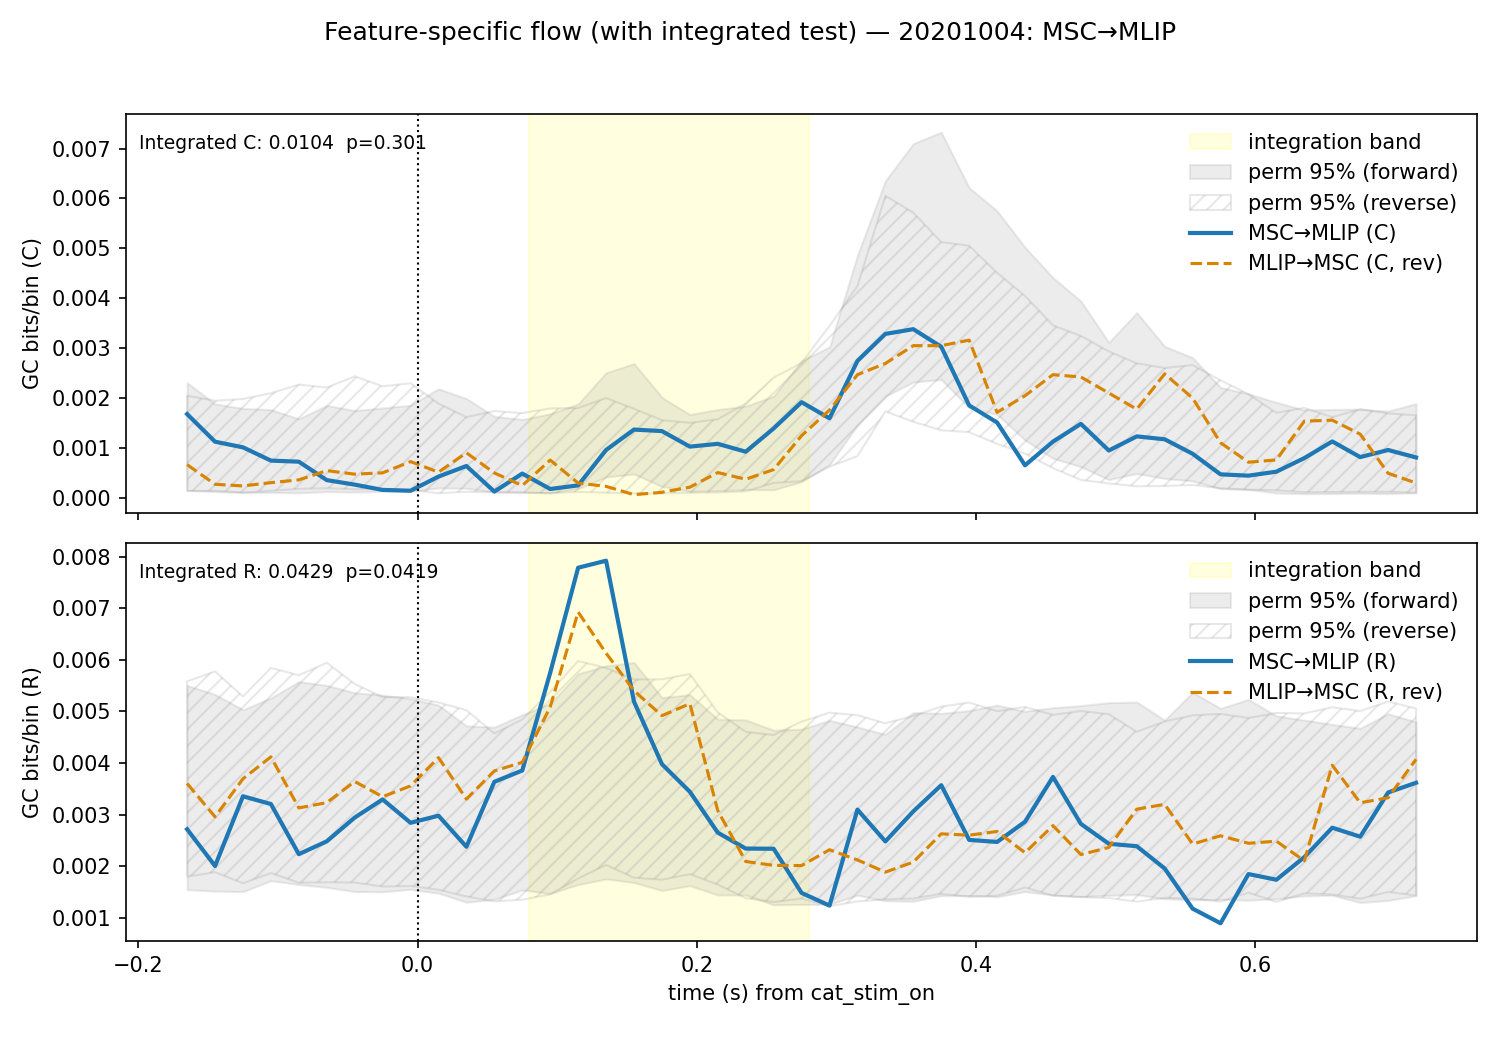 Feature-specific flow (with integrated test) — 20201004: MSC→MLIP
Integrated C: 0.0104  p=0.301
GC bits/bin (C)
0.007
0.006
0.005
0.004
0.003
0.002
0.001
0.000
integration band
perm 95% (forward)
perm 95% (reverse)
MSC→MLIP (C)
MLIP→MSC (C, rev)
Integrated R: 0.0429  p=0.0419
GC bits/bin (R)
0.008
0.007
0.006
0.005
0.004
0.003
0.002
0.001
integration band
perm 95% (forward)
perm 95% (reverse)
MSC→MLIP (R)
MLIP→MSC (R, rev)
−0.2 0.0 0.2 0.4 0.6
time (s) from cat_stim_on